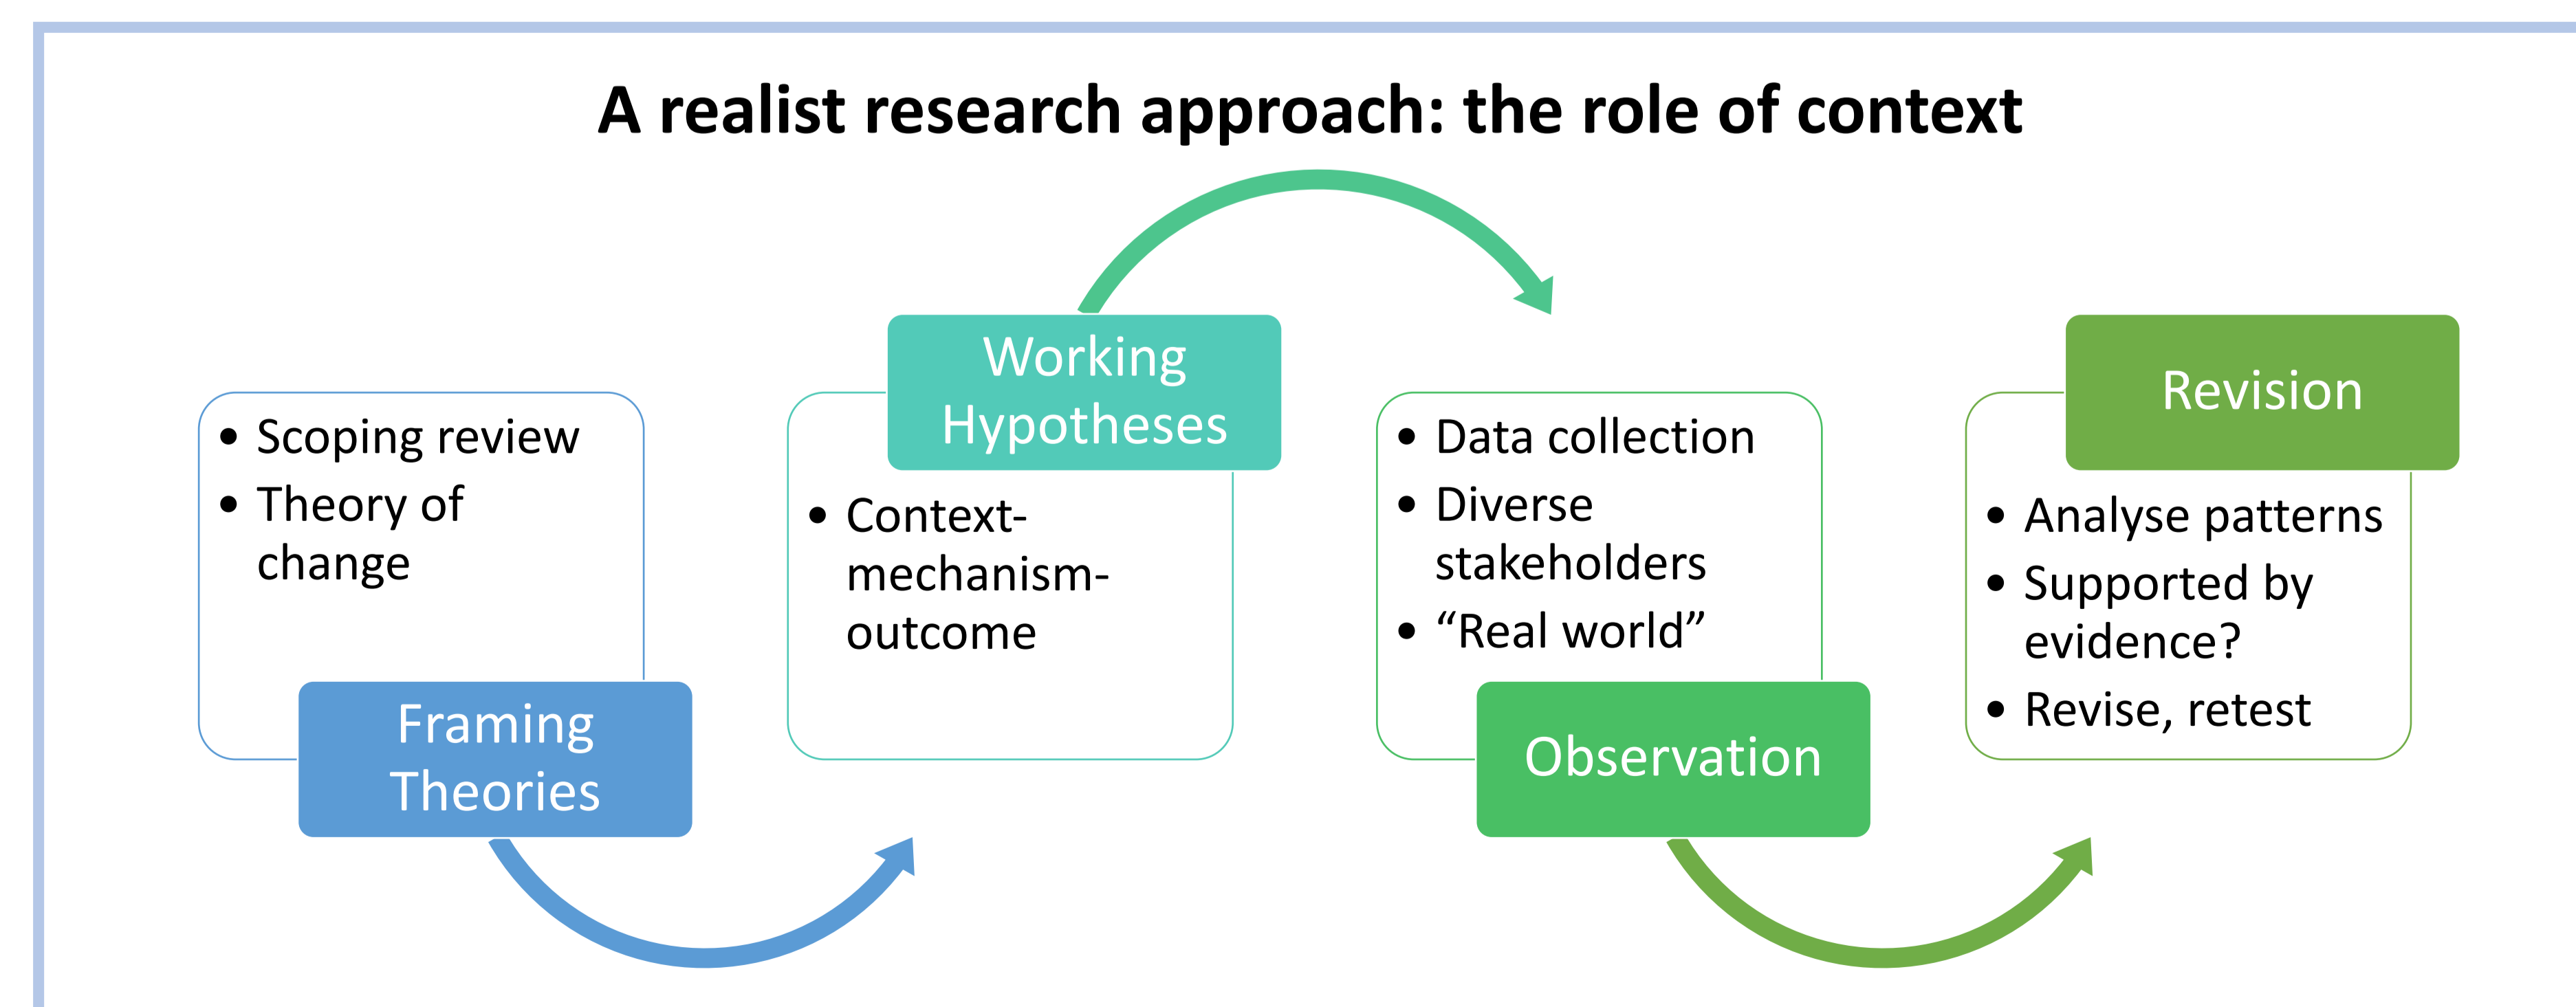 A realist research approach: the role of context
• Scoping review
• Theory of
change
Framing
Theories
Working
Hypotheses
• Context-
mechanism-
outcome
• Data collection
• Diverse
stakeholders
• “Real world”
Observation
Revision
• Analyse patterns
• Supported by
evidence?
• Revise, retest